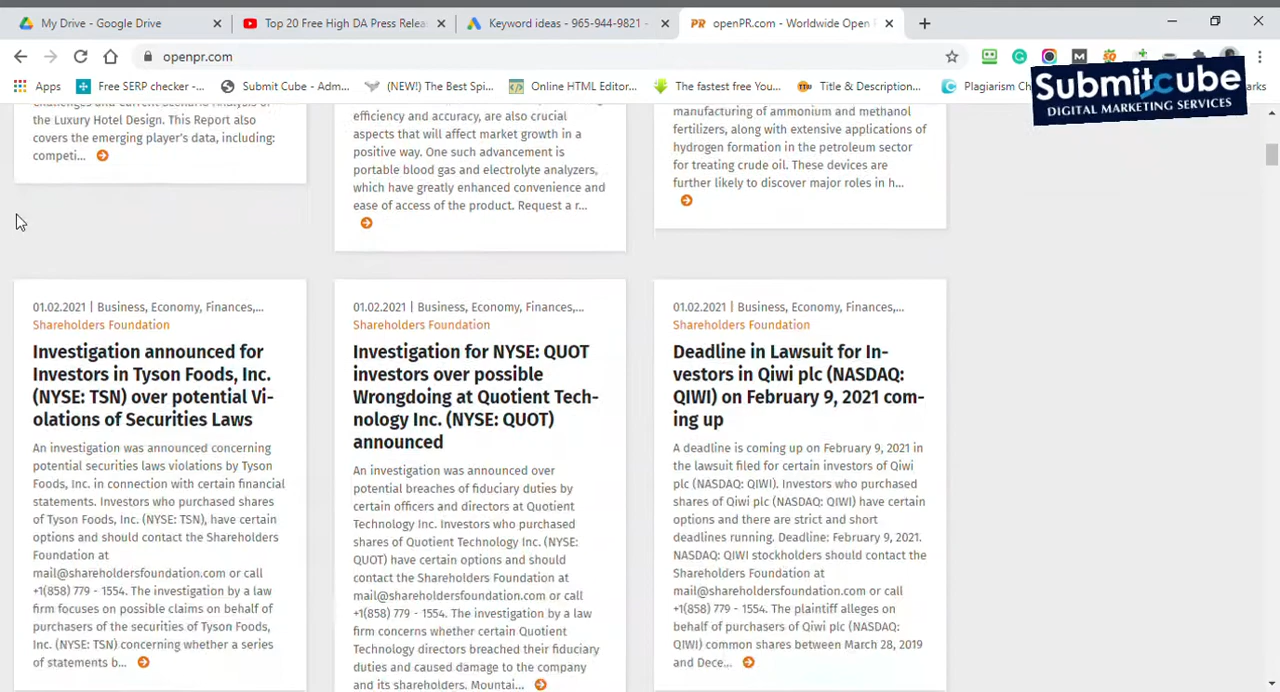 My Drive - Google Drive
Top 20 Free High DA Press Relea
Keyword ideas - 965-944-9821 -
PR openPR.com - Worldwide Open P
openpr.com
Apps
Free SERP checker -...
Submit Cube - Adm...
(NEW!) The Best Spi...
Online HTML Editor...
The fastest free You...
Title & Description...
Plagiarism Ch
SubmitCube
DIGITAL MARKETING SERVICES
the Luxury Hotel Design. This Report also
covers the emerging player's data, including:
competi...
efficiency and accuracy, are also crucial
aspects that will affect market growth in a
positive way. One such advancement is
portable blood gas and electrolyte analyzers,
which have greatly enhanced convenience and
ease of access of the product. Request a r...
manufacturing of ammonium and methanol
fertilizers, along with extensive applications of
hydrogen formation in the petroleum sector
for treating crude oil. These devices are
further likely to discover major roles in h...
01.02.2021 | Business, Economy, Finances,...
Shareholders Foundation
Investigation announced for
Investors in Tyson Foods, Inc.
(NYSE: TSN) over potential Vi-
olations of Securities Laws
An investigation was announced concerning
potential securities laws violations by Tyson
Foods, Inc. in connection with certain financial
statements. Investors who purchased shares
of Tyson Foods, Inc. (NYSE: TSN), have certain
options and should contact the Shareholders
Foundation at
mail@shareholdersfoundation.com or call
+1(858) 779 - 1554. The investigation by a law
firm focuses on possible claims on behalf of
purchasers of the securities of Tyson Foods,
Inc. (NYSE: TSN) concerning whether a series
of statements b...
01.02.2021 | Business, Economy, Finances,...
Shareholders Foundation
Investigation for NYSE: QUOT
investors over possible
Wrongdoing at Quotient Tech-
nology Inc. (NYSE: QUOT)
announced
An investigation was announced over
potential breaches of fiduciary duties by
certain officers and directors at Quotient
Technology Inc. Investors who purchased
shares of Quotient Technology Inc. (NYSE:
QUOT) have certain options and should
contact the Shareholders Foundation at
mail@shareholdersfoundation.com or call
+1(858) 779 - 1554. The investigation by a law
firm concerns whether certain Quotient
Technology directors breached their fiduciary
duties and caused damage to the company
and its shareholders. Mountai...
01.02.2021 | Business, Economy, Finances,...
Shareholders Foundation
Deadline in Lawsuit for In-
vestors in Qiwi plc (NASDAQ:
QIWI) on February 9, 2021 com-
ing up
A deadline is coming up on February 9, 2021 in
the lawsuit filed for certain investors of Qiwi
plc (NASDAQ: QIWI). Investors who purchased
shares of Qiwi plc (NASDAQ: QIWI) have certain
options and there are strict and short
deadlines running. Deadline: February 9, 2021.
NASDAQ: QIWI stockholders should contact the
Shareholders Foundation at
mail@shareholdersfoundation.com or call
+1(858) 779 - 1554. The plaintiff alleges on
behalf of purchasers of Qiwi plc (NASDAQ:
QIWI) common shares between March 28, 2019
and Dece...